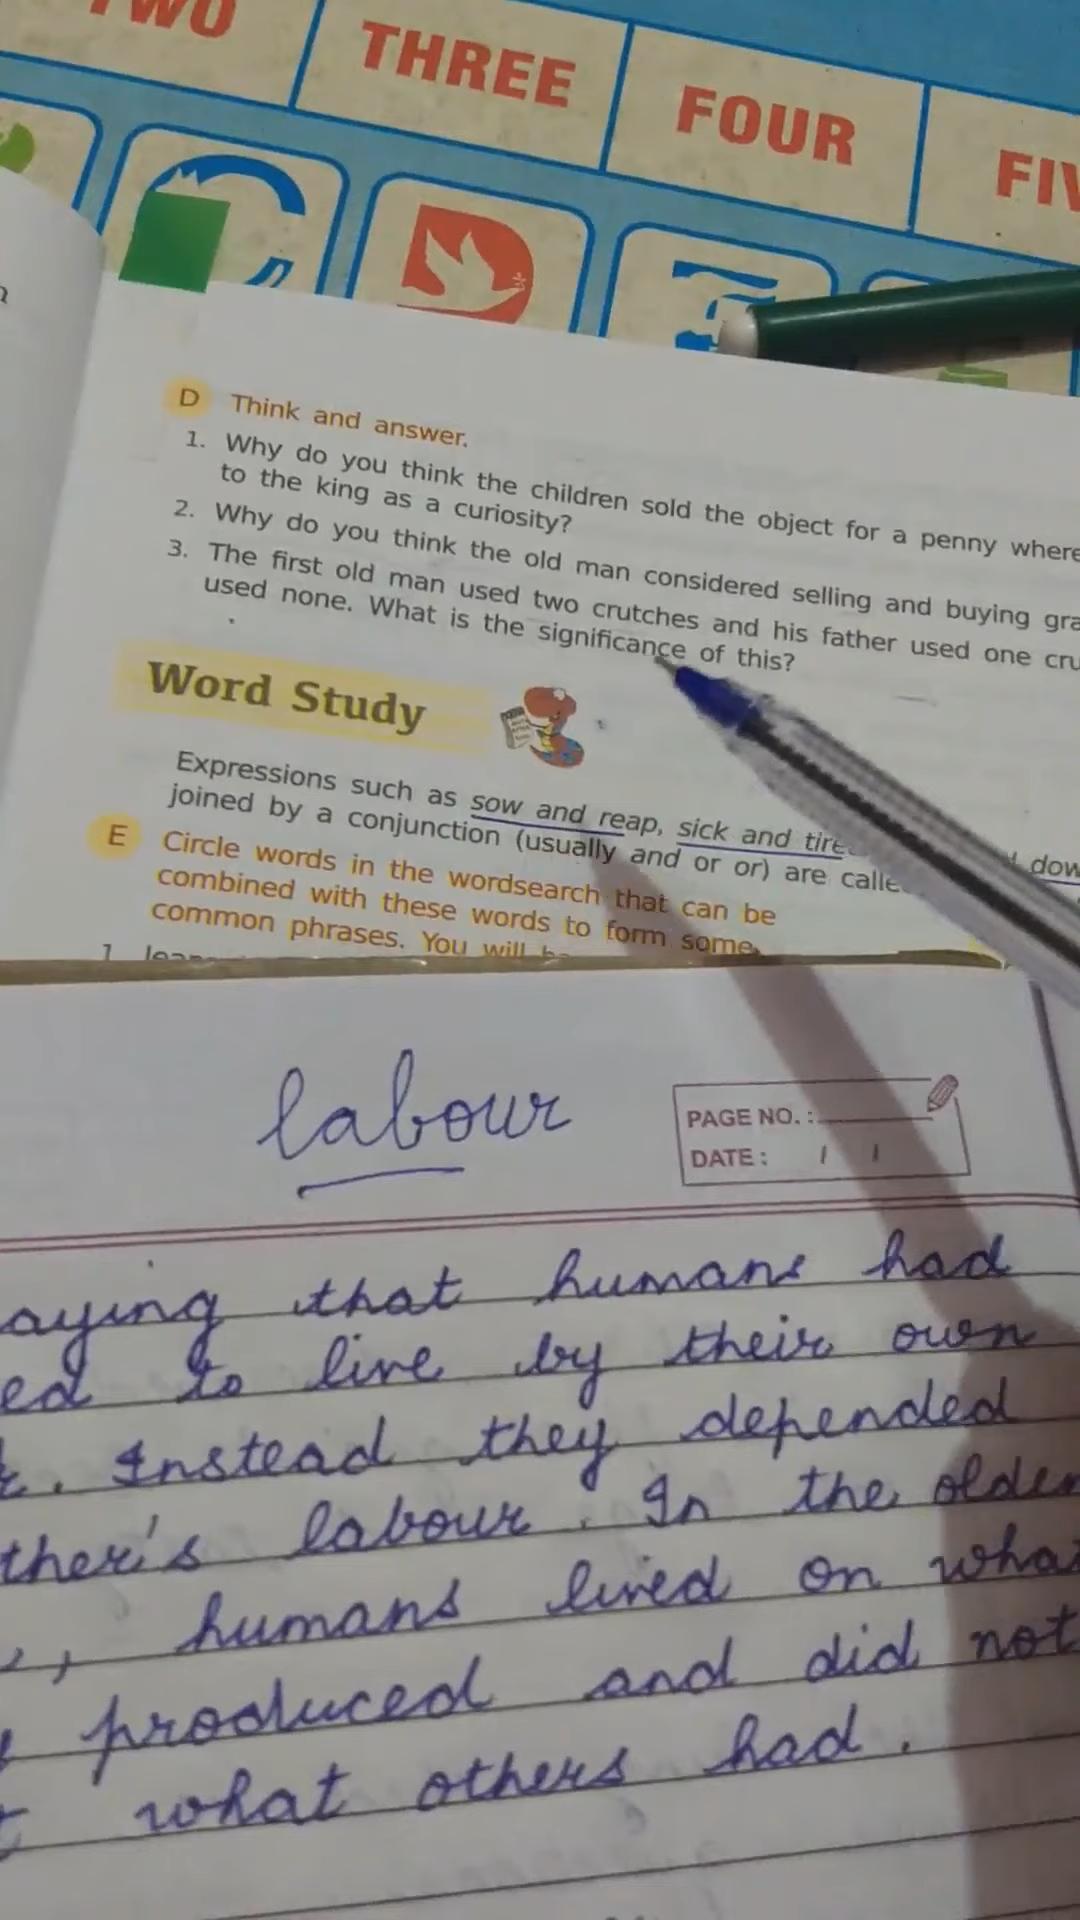 TWO THREE FOUR FIV
D Think and answer.
1. Why do you think the children sold the object for a penny where
to the king as a curiosity?
2. Why do you think the old man considered selling and buying gra
3. The first old man used two crutches and his father used one cru
used none. What is the significance of this?
Word Study
Expressions such as sow and reap, sick and tire dow
joined by a conjunction (usually and or or) are calle
E Circle words in the wordsearch that can be
combined with these words to form some
common phrases. You will
labour
PAGE NO. :
DATE : / /
aying that humans had
ed to live by their own
. Instead they depended
ther's labour. In the olden
, humans lived on wha
produced and did not
what others had.